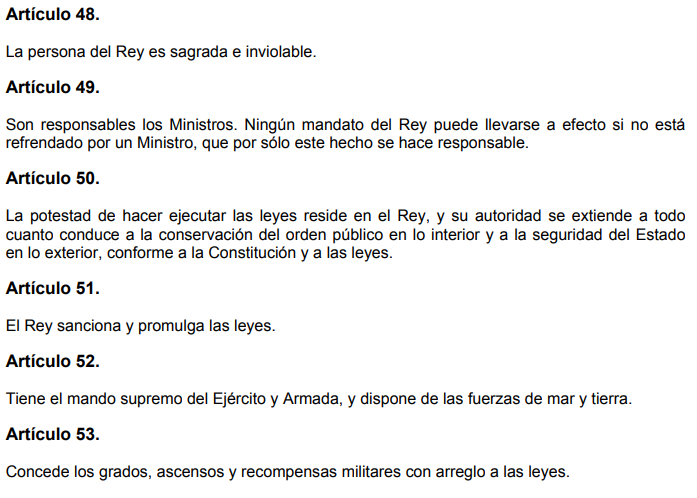 Artículo 48.
La persona del Rey es sagrada e inviolable.
Artículo 49.
Son responsables los Ministros. Ningún mandato del Rey puede llevarse a efecto si no está
refrendado por un Ministro, que por sólo este hecho se hace responsable.
Artículo 50.
La potestad de hacer ejecutar las leyes reside en el Rey, y su autoridad se extiende a todo
cuanto conduce a la conservación del orden público en lo interior y a la seguridad del Estado
en lo exterior, conforme a la Constitución y a las leyes.
Artículo 51.
El Rey sanciona y promulga las leyes.
Artículo 52.
Tiene el mando supremo del Ejército y Armada, y dispone de las fuerzas de mar y tierra.
Artículo 53.
Concede los grados, ascensos y recompensas militares con arreglo a las leyes.